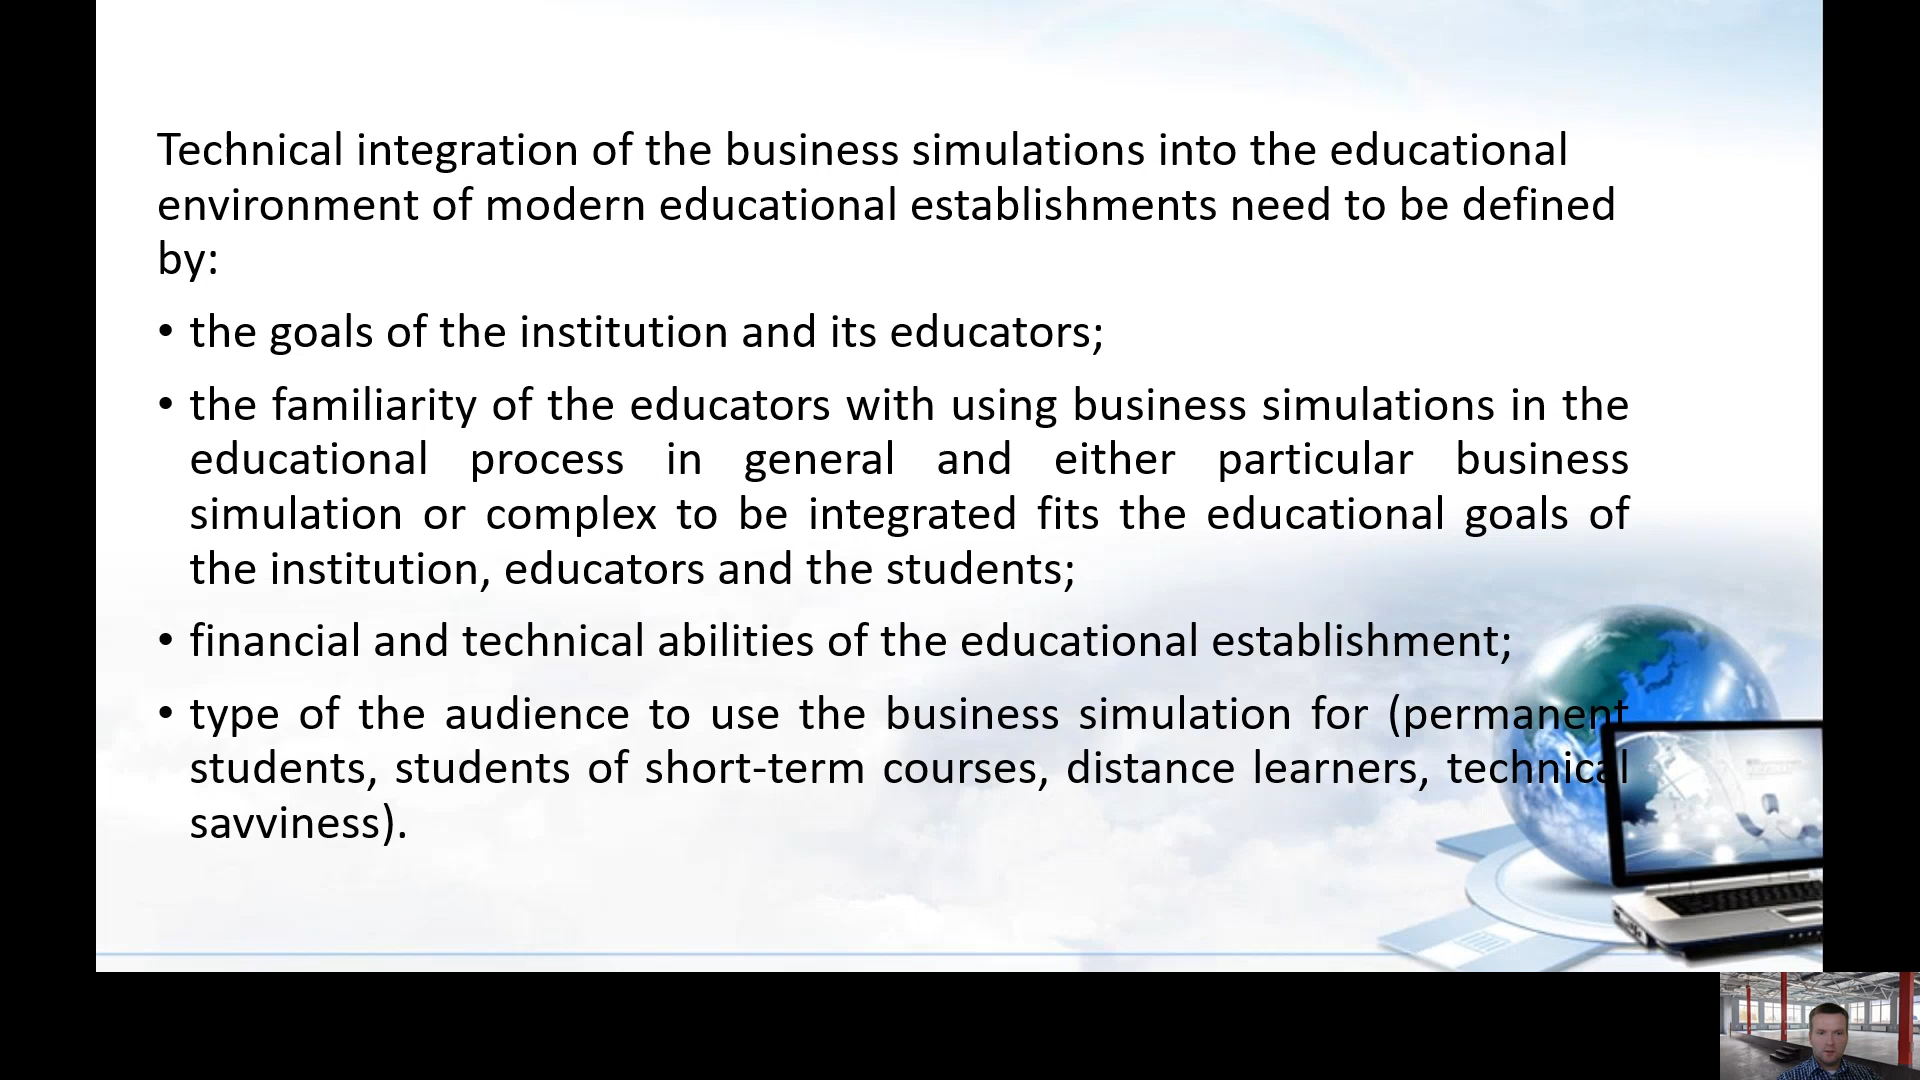 Technical integration of the business simulations into the educational
environment of modern educational establishments need to be defined
by:
• the goals of the institution and its educators;
• the familiarity of the educators with using business simulations in the
educational process in general and either particular business
simulation or complex to be integrated fits the educational goals of
the institution, educators and the students;
• financial and technical abilities of the educational establishment;
• type of the audience to use the business simulation for (permanent
students, students of short-term courses, distance learners, technical
savviness).